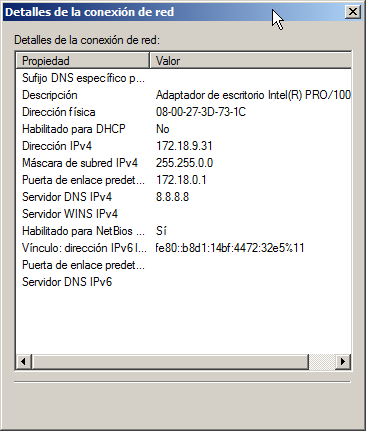 Detalles de la conexión de red
Detalles de la conexión de red:
Propiedad Valor
Sufijo DNS específico p...
Descripción Adaptador de escritorio Intel(R) PRO/100
Dirección física 08-00-27-3D-73-1C
Habilitado para DHCP No
Dirección IPv4 172.18.9.31
Máscara de subred IPv4 255.255.0.0
Puerta de enlace predet... 172.18.0.1
Servidor DNS IPv4 8.8.8.8
Servidor WINS IPv4
Habilitado para NetBios ... Sí
Vínculo: dirección IPv6 l... fe80::b8d1:14bf:4472:32e5%11
Puerta de enlace predet...
Servidor DNS IPv6